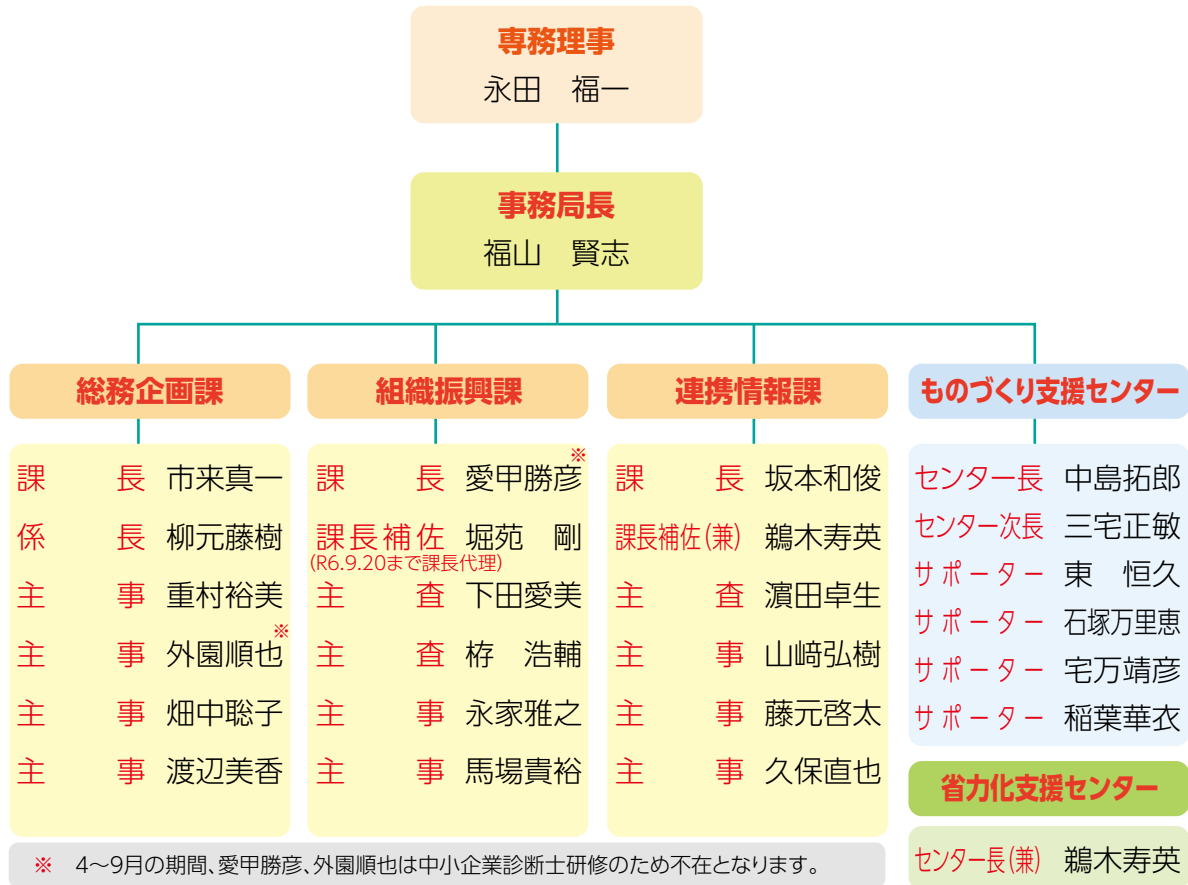 専務理事
永田　福一
事務局長
福山　賢志
総務企画課
課長 市来真一
係長 柳元藤樹
主事 重村裕美
主事 外園順也※
主事 畑中聡子
主事 渡辺美香
組織振興課
課長 愛甲勝彦※
課長補佐 堀苑　剛
(R6.9.20まで課長代理)
主査 下田愛美
主査 栫　浩輔
主事 永家雅之
主事 馬場貴裕
連携情報課
課長 坂本和俊
課長補佐(兼) 鵜木寿英
主査 濵田卓生
主事 山﨑弘樹
主事 藤元啓太
主事 久保直也
ものづくり支援センター
センター長 中島拓郎
センター次長 三宅正敏
サポーター 東　恒久
サポーター 石塚万里恵
サポーター 宅万靖彦
サポーター 稲葉華衣
省力化支援センター
センター長(兼) 鵜木寿英
※　4〜9月の期間、愛甲勝彦、外園順也は中小企業診断士研修のため不在となります。